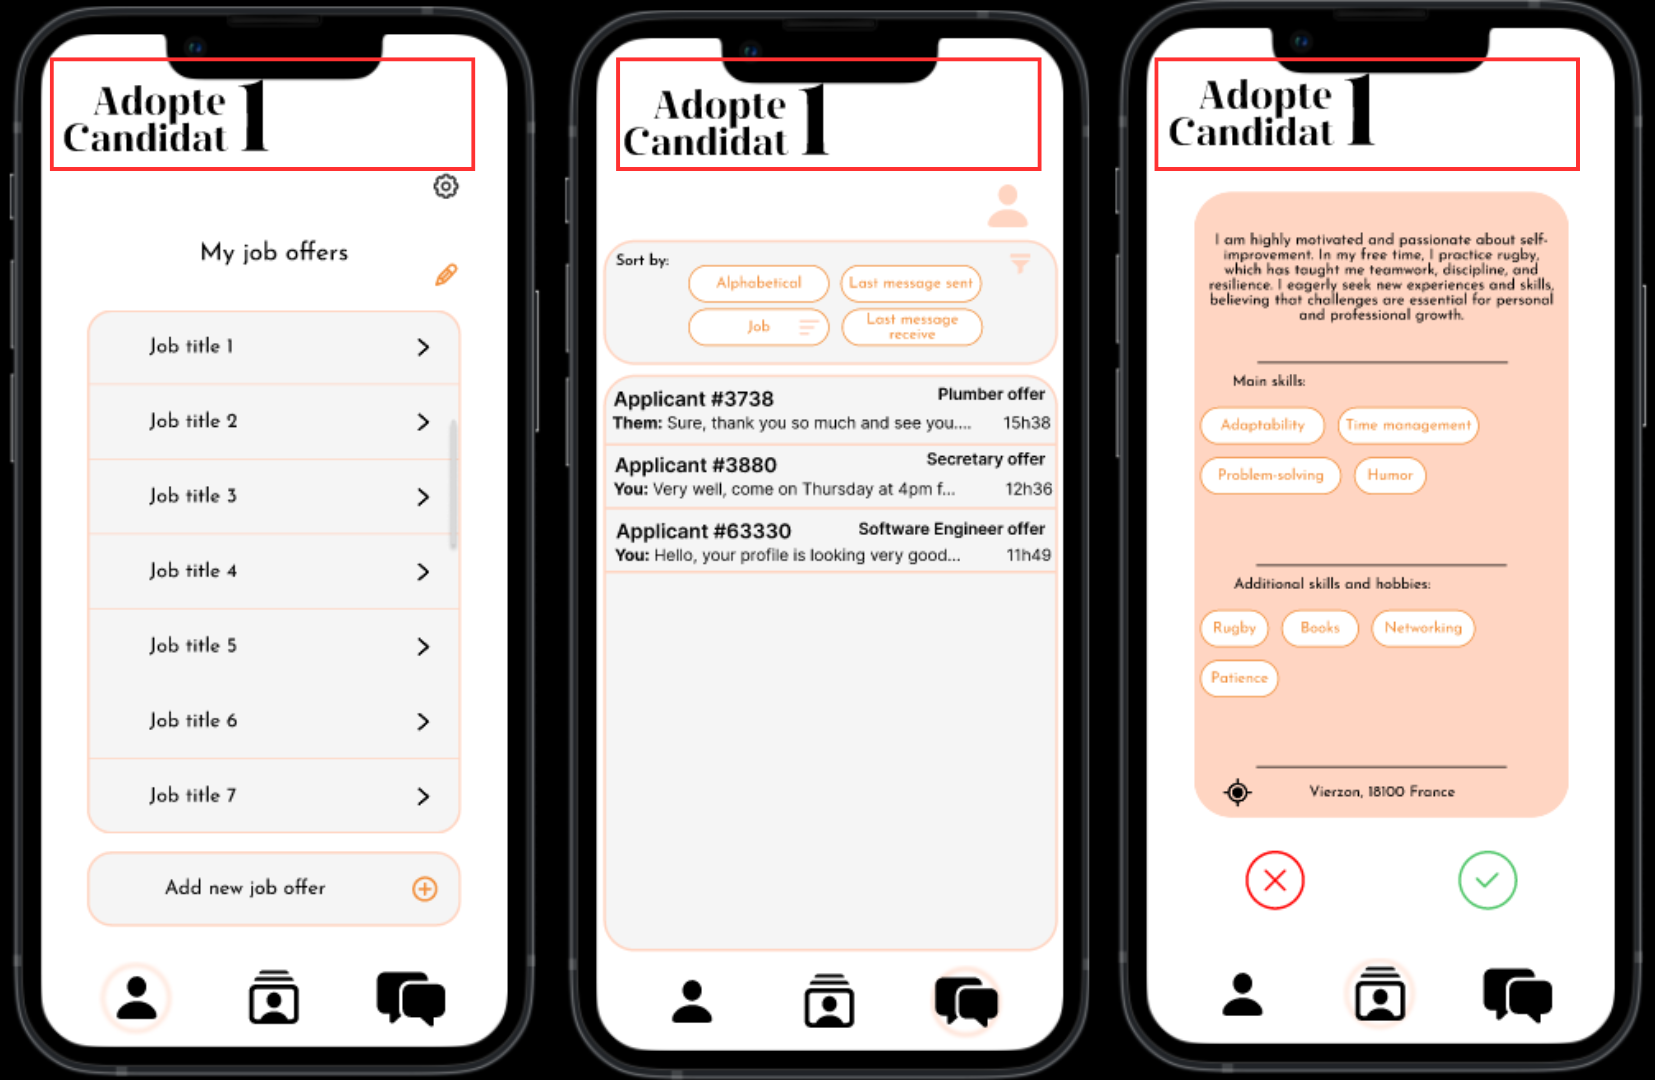 Adopte
Candidat 1
My job offers
Job title 1
Job title 2
Job title 3
Job title 4
Job title 5
Job title 6
Job title 7
Add new job offer
Adopte
Candidat 1
Sort by:
Alphabetical
Last message sent
Job
Last message
receive
Applicant #3738
Plumber offer
Them: Sure, thank you so much and see you....
15h38
Applicant #3880
Secretary offer
You: Very well, come on Thursday at 4pm f...
12h36
Applicant #63330
Software Engineer offer
You: Hello, your profile is looking very good...
11h49
Adopte
Candidat 1
I am highly motivated and passionate about self-
improvement. In my free time, I practice rugby,
which has taught me teamwork, discipline, and
resilience. I eagerly seek new experiences and skills,
believing that challenges are essential for personal
and professional growth.
Main skills:
Adaptability
Time management
Problem-solving
Humor
Additional skills and hobbies:
Rugby
Books
Networking
Patience
Vierzon, 18100 France